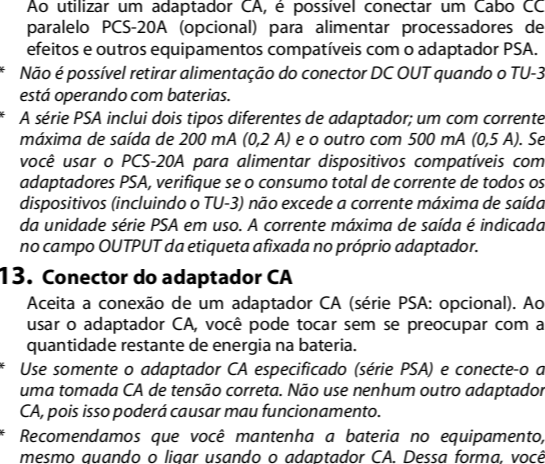 Ao utilizar um adaptador CA, é possível conectar um Cabo CC
paralelo PCS-20A (opcional) para alimentar processadores de
efeitos e outros equipamentos compatíveis com o adaptador PSA.
* Não é possível retirar alimentação do conector DC OUT quando o TU-3
está operando com baterias.
* A série PSA inclui dois tipos diferentes de adaptador; um com corrente
máxima de saída de 200 mA (0,2 A) e o outro com 500 mA (0,5 A). Se
você usar o PCS-20A para alimentar dispositivos compatíveis com
adaptadores PSA, verifique se o consumo total de corrente de todos os
dispositivos (incluindo o TU-3) não excede a corrente máxima de saída
da unidade série PSA em uso. A corrente máxima de saída é indicada
no campo OUTPUT da etiqueta afixada no próprio adaptador.
13. Conector do adaptador CA
Aceita a conexão de um adaptador CA (série PSA: opcional). Ao
usar o adaptador CA, você pode tocar sem se preocupar com a
quantidade restante de energia na bateria.
* Use somente o adaptador CA especificado (série PSA) e conecte-o a
uma tomada CA de tensão correta. Não use nenhum outro adaptador
CA, pois isso poderá causar mau funcionamento.
* Recomendamos que você mantenha a bateria no equipamento,
mesmo quando o ligar usando o adaptador CA. Dessa forma, você